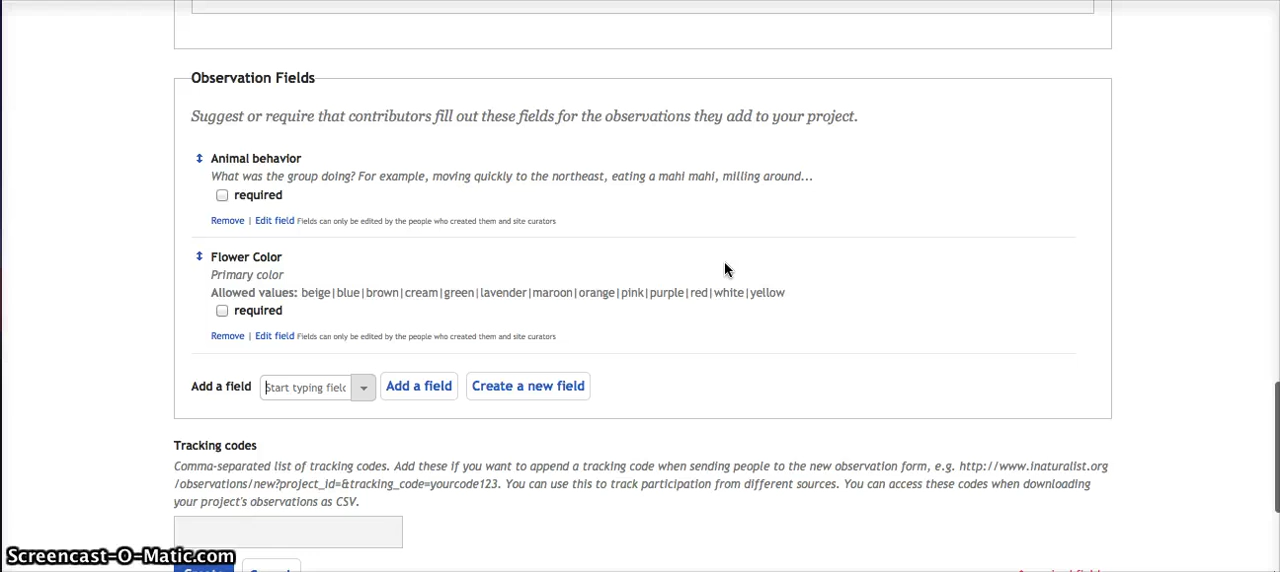 Observation Fields
Suggest or require that contributors fill out these fields for the observations they add to your project.
Animal behavior
What was the group doing? For example, moving quickly to the northeast, eating a mahi mahi, milling around...
required
Remove | Edit field Fields can only be edited by the people who created them and site curators
Flower Color
Primary color
Allowed values: beige|blue|brown|cream|green|lavender|maroon|orange|pink|purple|red|white|yellow
required
Remove | Edit field Fields can only be edited by the people who created them and site curators
Add a field Start typing field Add a field Create a new field
Tracking codes
Comma-separated list of tracking codes. Add these if you want to append a tracking code when sending people to the new observation form, e.g. http://www.inaturalist.org
/observations/new?project_id=&tracking_code=yourcode123. You can use this to track participation from different sources. You can access these codes when downloading
your project's observations as CSV.
Screencast-O-Matic.com